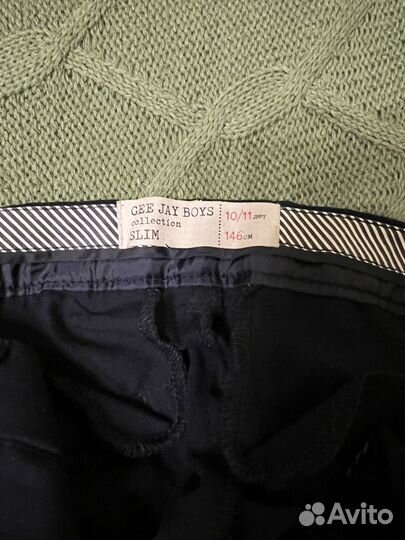 GEE JAY BOYS
collection
SLIM
10/11 лет
146 см
Avito